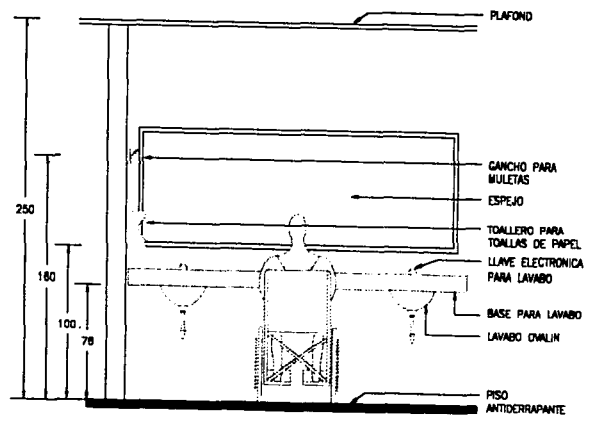 PLAFOND
GANCHO PARA
MULETAS
ESPEJO
TOALLERO PARA
TOALLAS DE PAPEL
LLAVE ELECTRONICA
PARA LAVABO
BASE PARA LAVABO
LAVABO OVALIN
PISO
ANTIDERRAPANTE
250
160
100
76